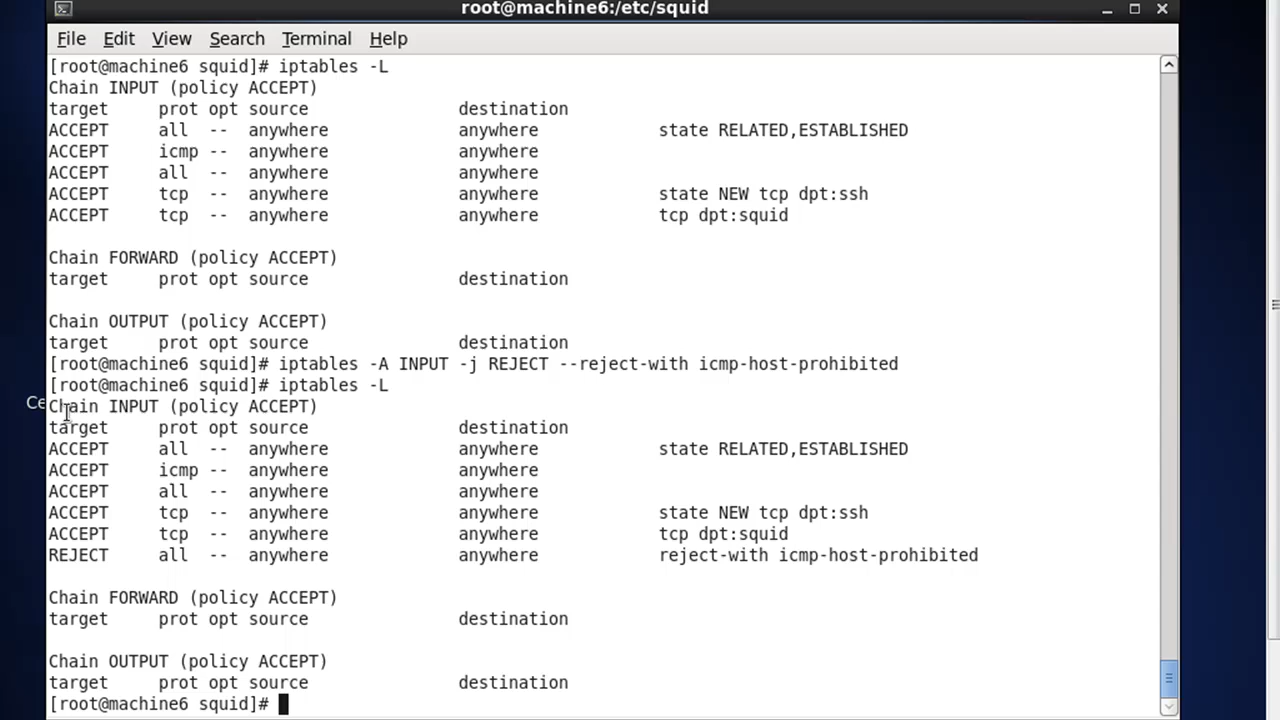 root@machine6:/etc/squid
File Edit View Search Terminal Help
[root@machine6 squid]# iptables -L
Chain INPUT (policy ACCEPT)
target     prot opt source               destination
ACCEPT     all  --  anywhere             anywhere            state RELATED,ESTABLISHED
ACCEPT     icmp --  anywhere             anywhere
ACCEPT     all  --  anywhere             anywhere
ACCEPT     tcp  --  anywhere             anywhere            state NEW tcp dpt:ssh
ACCEPT     tcp  --  anywhere             anywhere            tcp dpt:squid
Chain FORWARD (policy ACCEPT)
target     prot opt source               destination
Chain OUTPUT (policy ACCEPT)
target     prot opt source               destination
[root@machine6 squid]# iptables -A INPUT -j REJECT --reject-with icmp-host-prohibited
[root@machine6 squid]# iptables -L
Ce
Chain INPUT (policy ACCEPT)
target     prot opt source               destination
ACCEPT     all  --  anywhere             anywhere            state RELATED,ESTABLISHED
ACCEPT     icmp --  anywhere             anywhere
ACCEPT     all  --  anywhere             anywhere
ACCEPT     tcp  --  anywhere             anywhere            state NEW tcp dpt:ssh
ACCEPT     tcp  --  anywhere             anywhere            tcp dpt:squid
REJECT     all  --  anywhere             anywhere            reject-with icmp-host-prohibited
Chain FORWARD (policy ACCEPT)
target     prot opt source               destination
Chain OUTPUT (policy ACCEPT)
target     prot opt source               destination
[root@machine6 squid]#